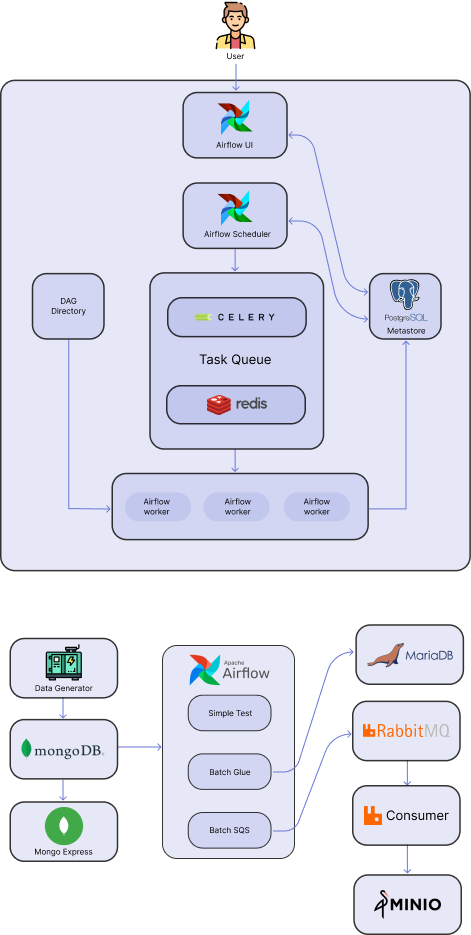 User
Airflow UI
Airflow Scheduler
DAG
Directory
CELERY
PostgreSQL
Metastore
Task Queue
redis
Airflow
worker
Airflow
worker
Airflow
worker
Data Generator
mongoDB®
Mongo Express
Apache
Airflow
Simple Test
Batch Glue
Batch SQS
MariaDB
RabbitMQ
Consumer
MINIO